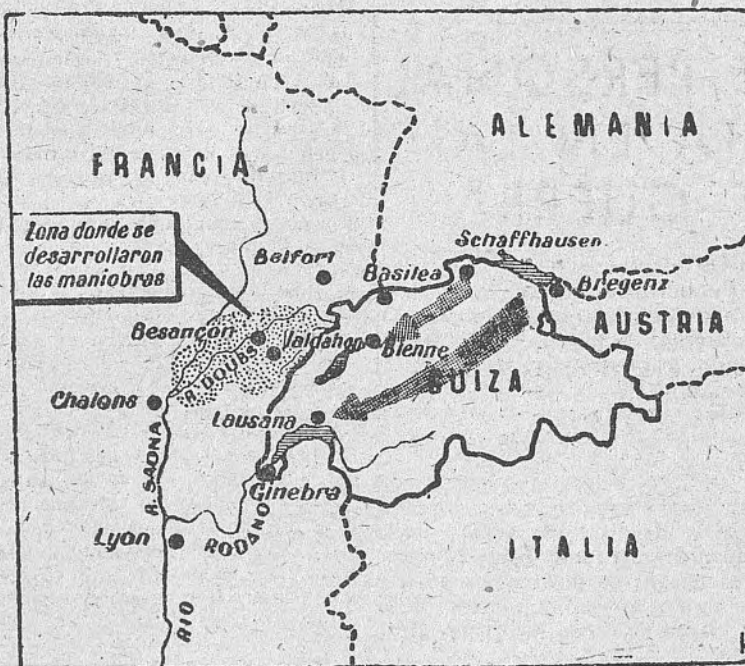 ALEMANIA
FRANCIA
Zona donde se
desarrollaron
las maniobras
Schaffhausen
Belfort
Basilea
Bregenz
Besançon
Valdahon
Bienne
AUSTRIA
R. DOUBS
SUIZA
Chalons
Lausana
R. SAONA
Ginebra
RODANO
Lyon
ITALIA
RIO